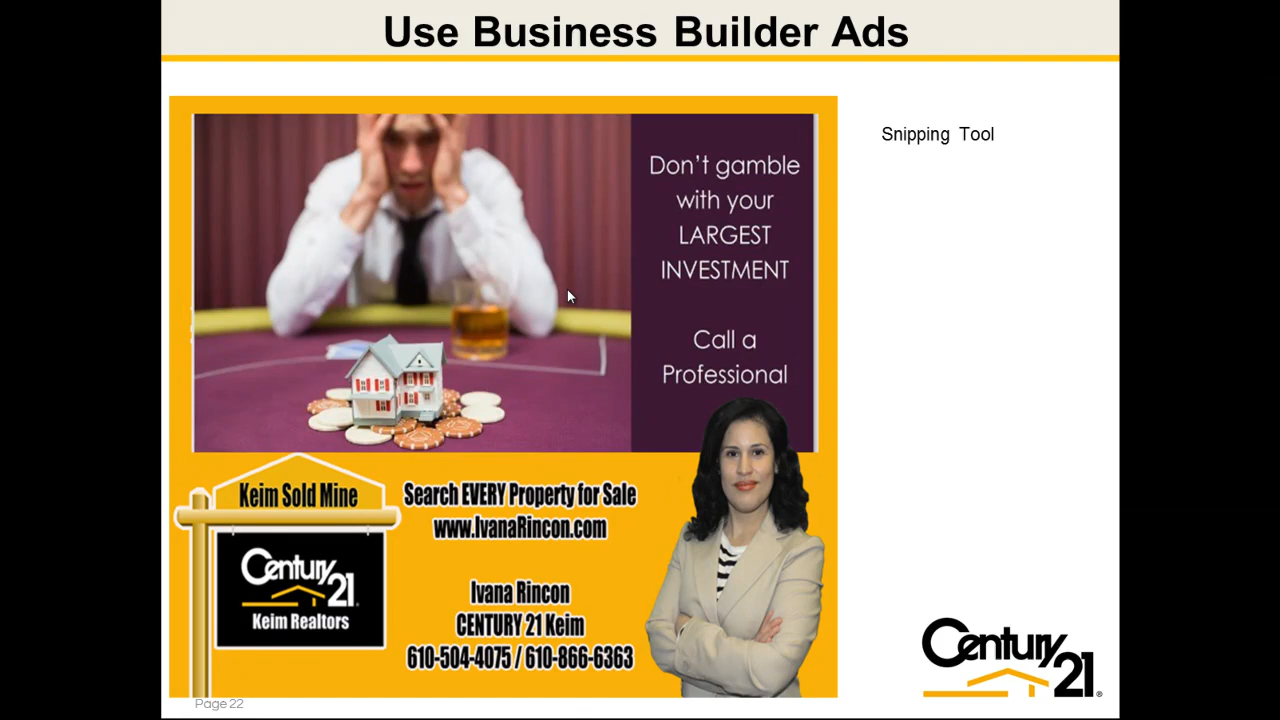 Use Business Builder Ads
Snipping Tool
Don't gamble
with your
LARGEST
INVESTMENT
Call a
Professional
Keim Sold Mine
Century 21
Keim Realtors
Search EVERY Property for Sale
www.IvanaRincon.com
Ivana Rincon
CENTURY 21 Keim
610-504-4075 / 610-866-6363
Century 21®
Page 22